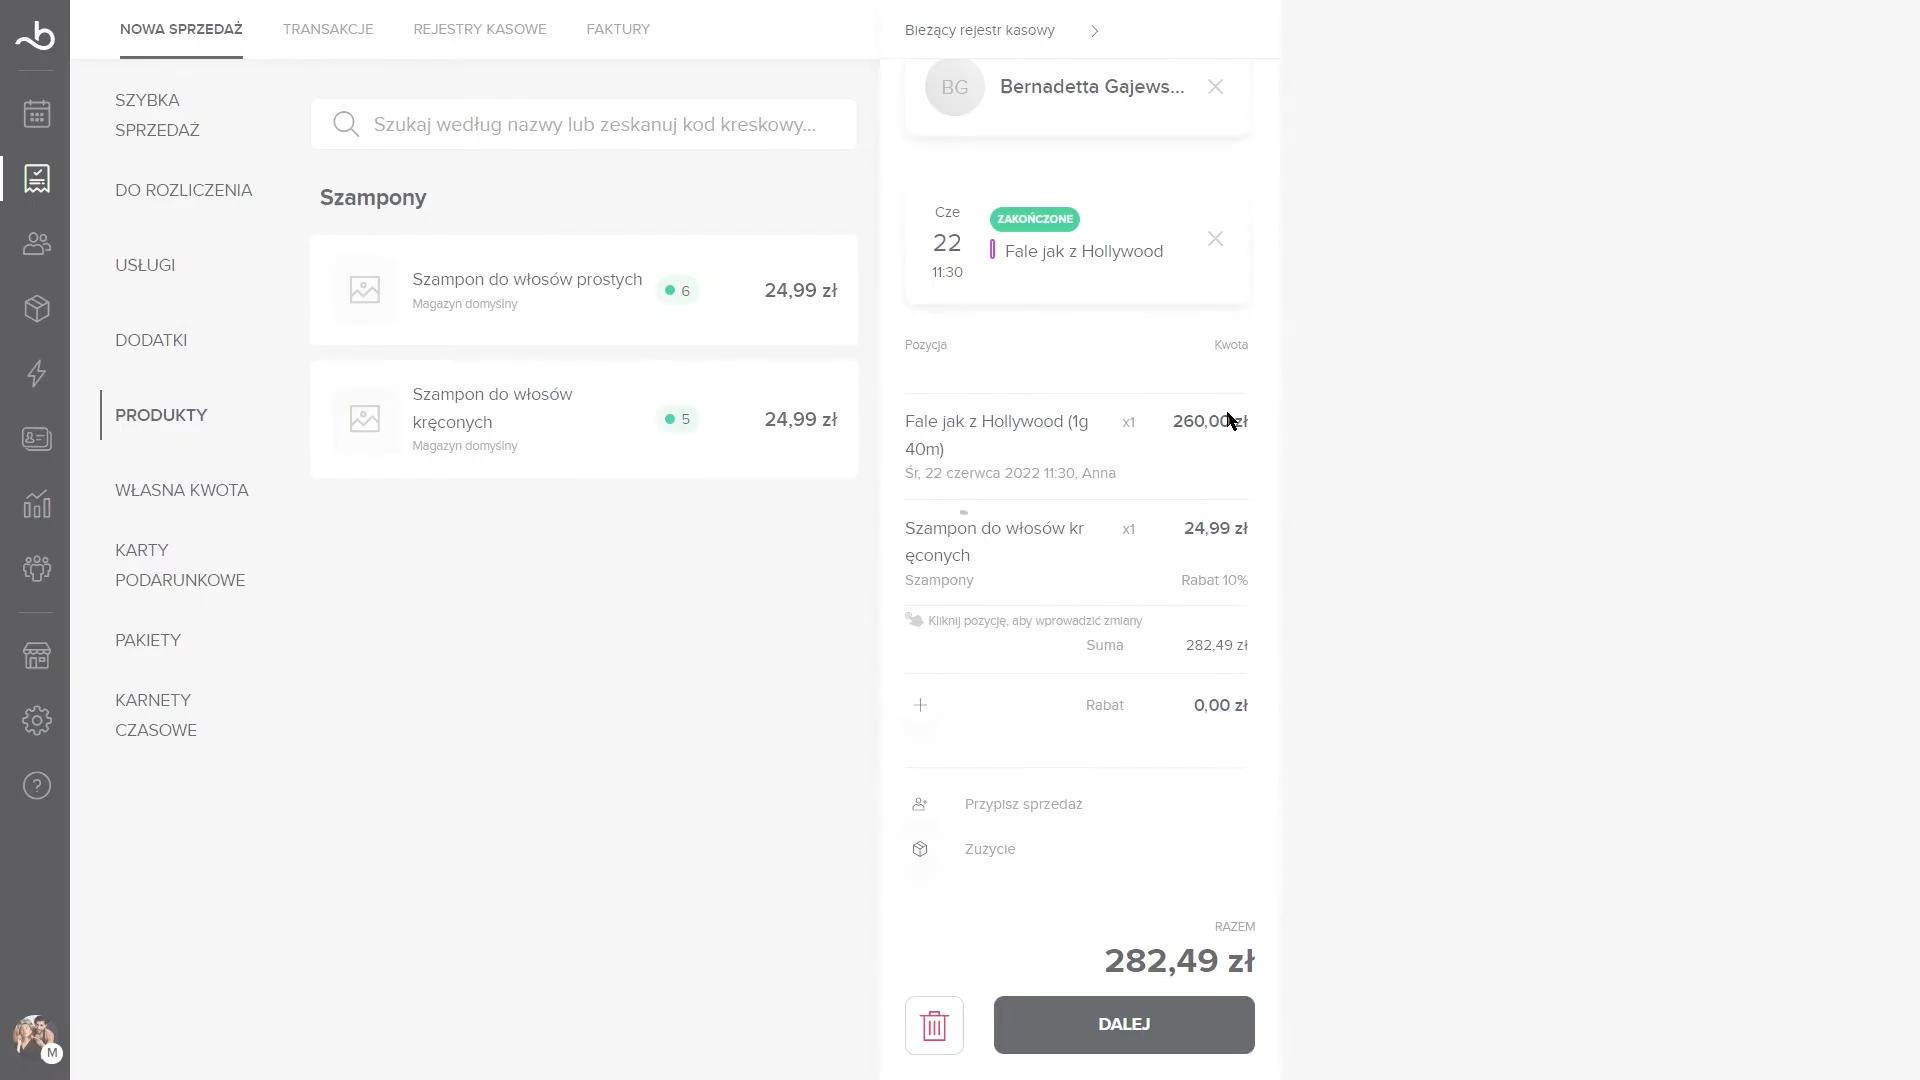 NOWA SPRZEDAŻ
TRANSAKCJE
REJESTRY KASOWE
FAKTURY
Bieżący rejestr kasowy
SZYBKA
SPRZEDAŻ
DO ROZLICZENIA
USŁUGI
DODATKI
PRODUKTY
WŁASNA KWOTA
KARTY
PODARUNKOWE
PAKIETY
KARNETY
CZASOWE
M
Szukaj według nazwy lub zeskanuj kod kreskowy...
Szampony
Szampon do włosów prostych
Magazyn domyślny
6
24,99 zł
Szampon do włosów
kręconych
Magazyn domyślny
5
24,99 zł
BG
Bernadetta Gajews...
Cze
22
11:30
ZAKOŃCZONE
Fale jak z Hollywood
Pozycja Kwota
Fale jak z Hollywood (1g x1 260,00 zł
40m)
Śr, 22 czerwca 2022 11:30, Anna
Szampon do włosów kr x1 24,99 zł
ęconych
Szampony Rabat 10%
Kliknij pozycję, aby wprowadzić zmiany
Suma 282,49 zł
Rabat 0,00 zł
Przypisz sprzedaż
Zużycie
RAZEM
282,49 zł
DALEJ